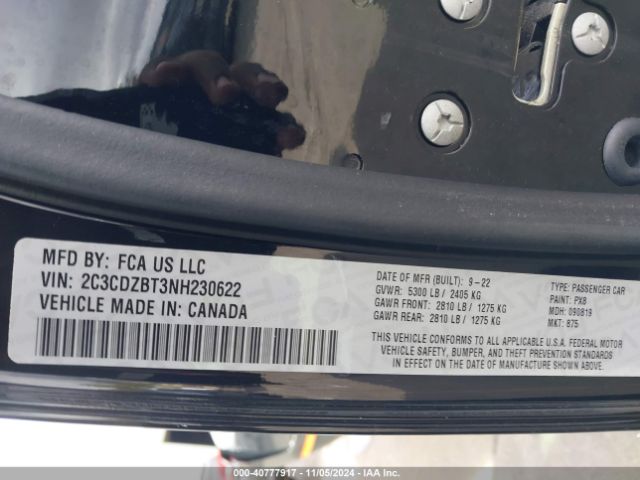 MFD BY: FCA US LLC
VIN: 2C3CDZBT3NH230622
VEHICLE MADE IN: CANADA
DATE OF MFR (BUILT): 9-22
GVWR: 5300 LB / 2405 KG
GAWR FRONT: 2810 LB / 1275 KG
GAWR REAR: 2810 LB / 1275 KG
TYPE: PASSENGER CAR
PAINT: PX8
MDH: 090819
MKT: 875
THIS VEHICLE CONFORMS TO ALL APPLICABLE U.S.A. FEDERAL MOTOR
VEHICLE SAFETY, BUMPER, AND THEFT PREVENTION STANDARDS
IN EFFECT ON THE DATE OF MANUFACTURE SHOWN ABOVE.
000-40777917 - 11/05/2024 - IAA Inc.